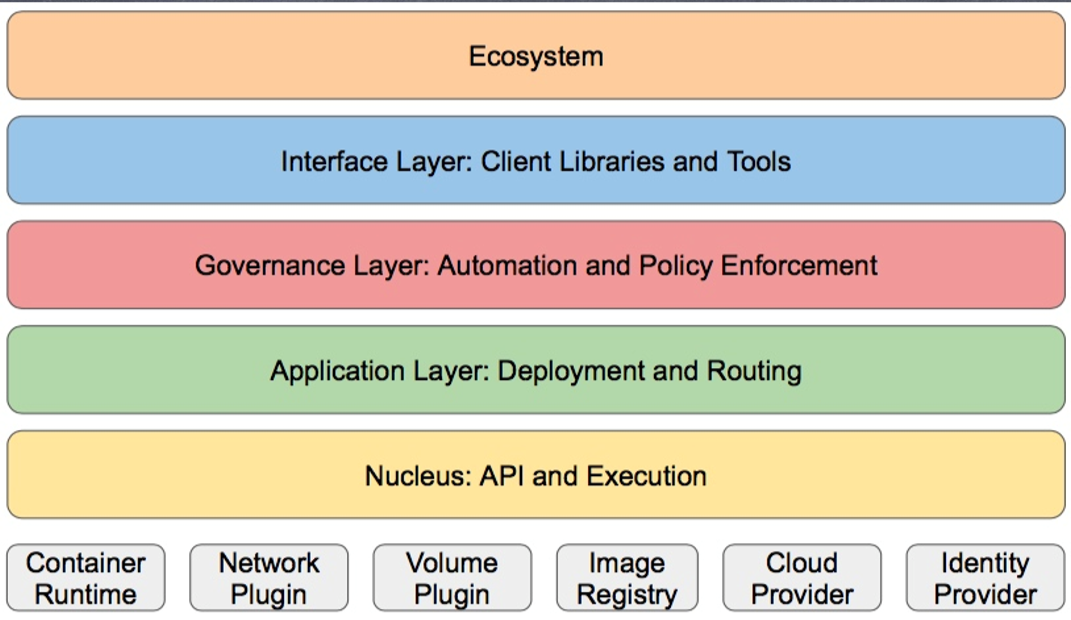 Ecosystem
Interface Layer: Client Libraries and Tools
Governance Layer: Automation and Policy Enforcement
Application Layer: Deployment and Routing
Nucleus: API and Execution
Container
Runtime
Network
Plugin
Volume
Plugin
Image
Registry
Cloud
Provider
Identity
Provider